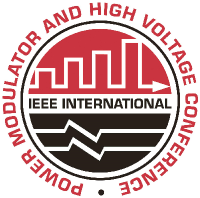 POWER MODULATOR AND HIGH VOLTAGE CONFERENCE •
IEEE INTERNATIONAL